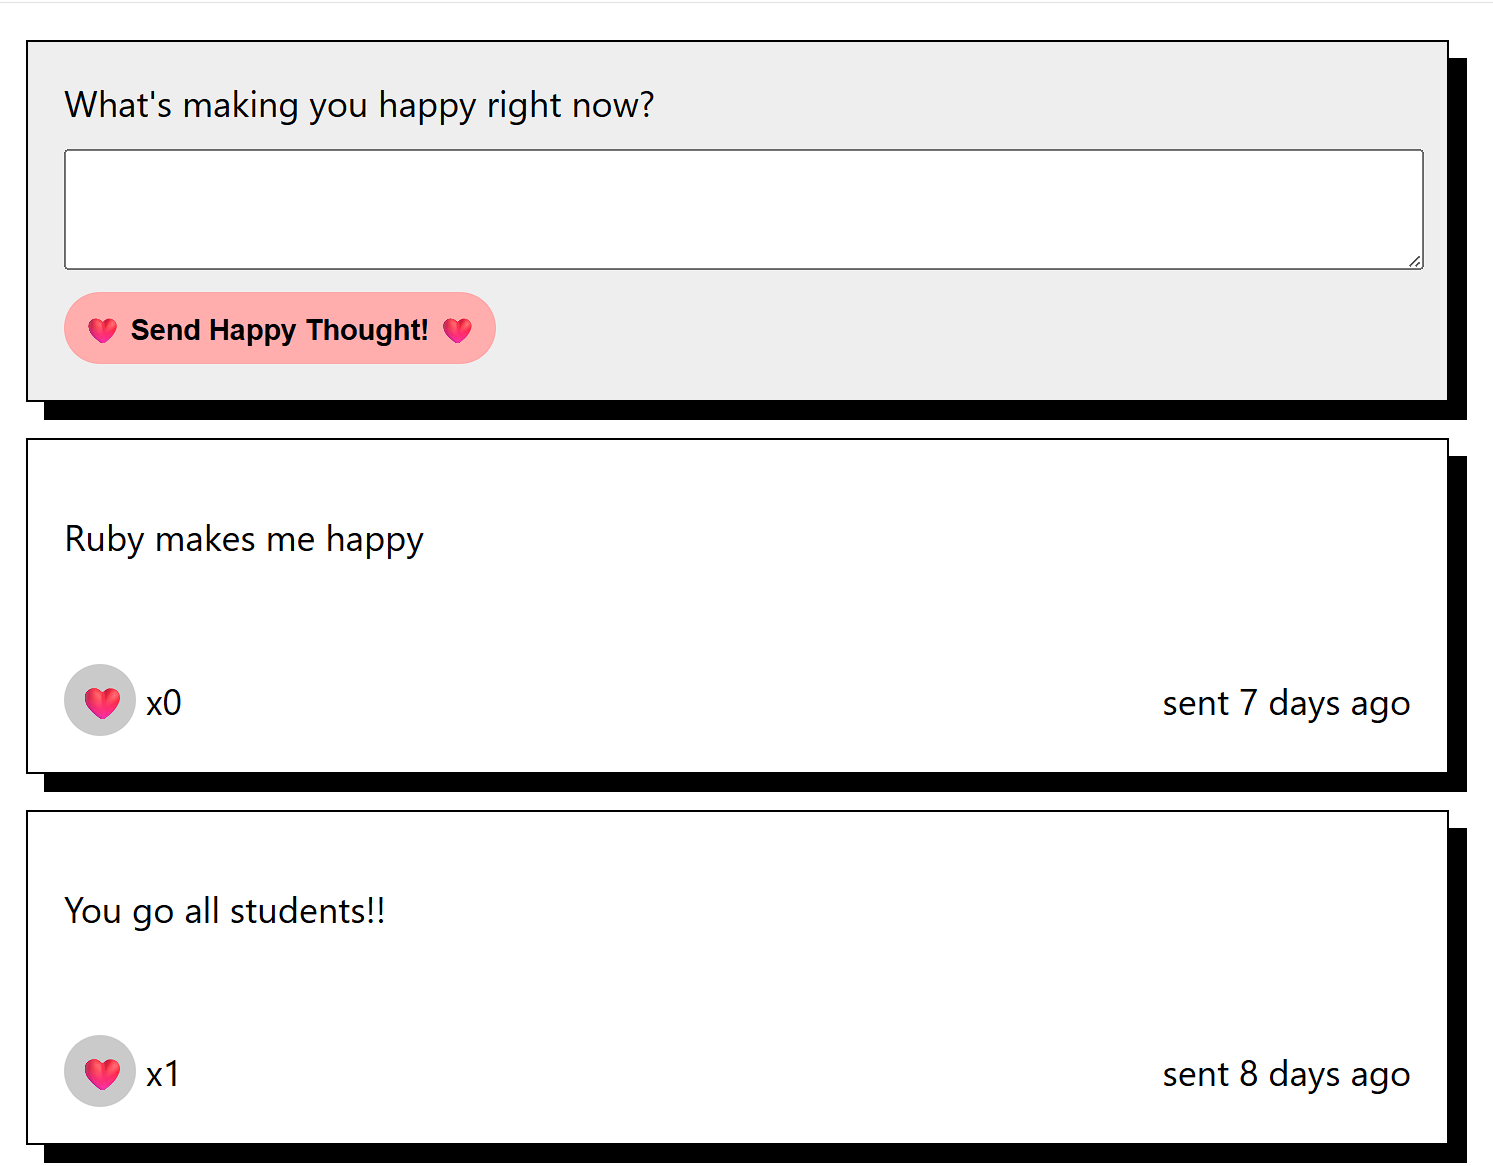 What's making you happy right now?
❤️ Send Happy Thought! ❤️
Ruby makes me happy
❤️ x0 sent 7 days ago
You go all students!!
❤️ x1 sent 8 days ago